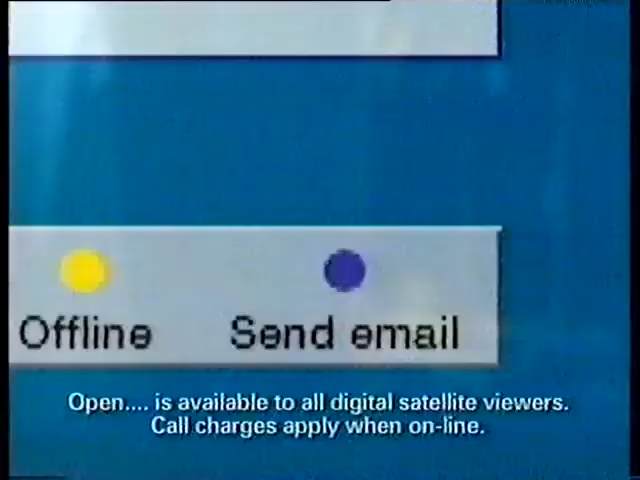 Offline Send email
Open.... is available to all digital satellite viewers.
Call charges apply when on-line.